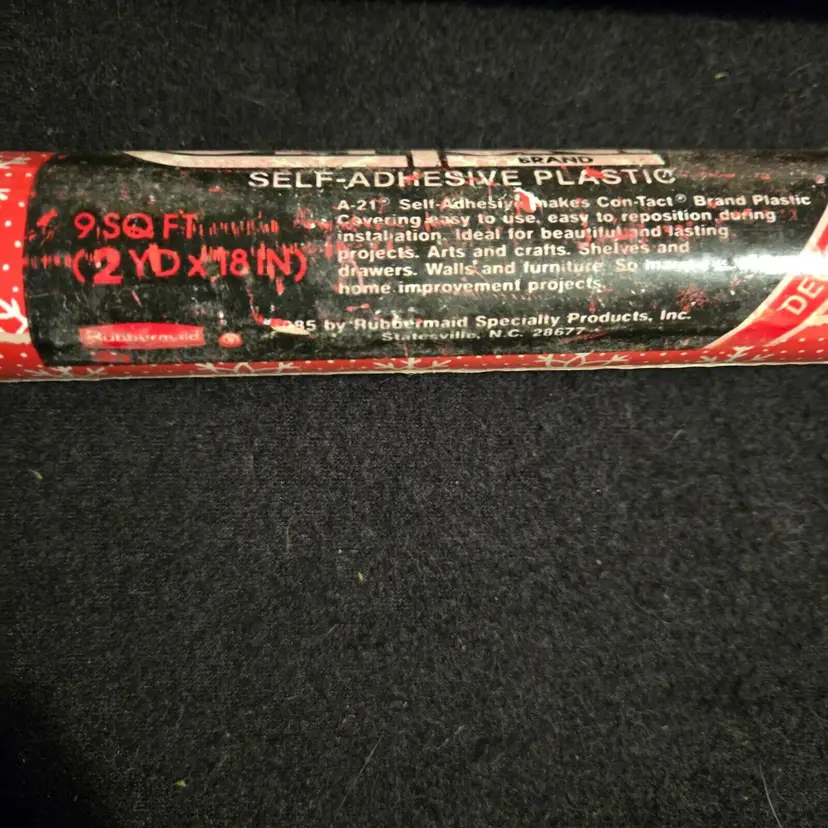 BRAND
SELF-ADHESIVE PLASTIC
9 SQ FT
(2 YD X 18 IN)
Self-Adhesive makes Con-Tact® Brand Plastic
Covering easy to use, easy to reposition during
installation. Ideal for beautiful and lasting
projects. Arts and crafts. Shelves and
drawers. Walls and furniture. So
home improvement projects.
by Rubbermaid Specialty Products, Inc.
Statesville, N.C. 28677
Rubbermaid ®
DE